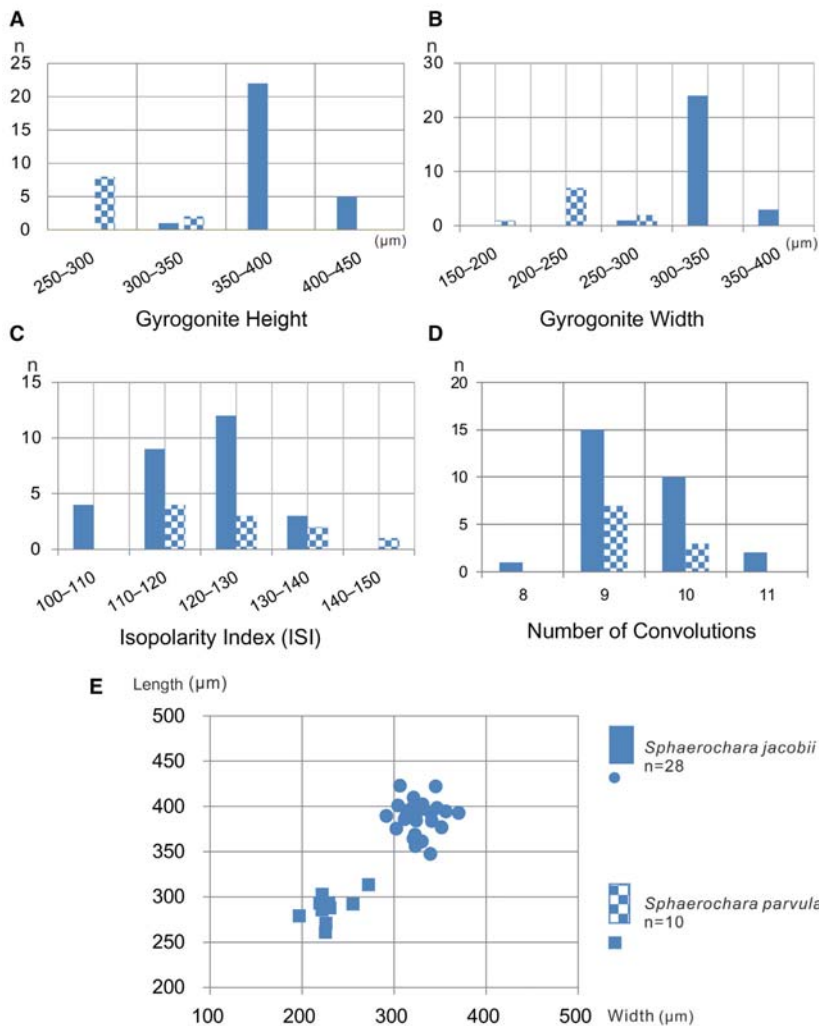 A
n
25
20
15
10
5
0
(µm)
250–300
300–350
350–400
400–450
Gyrogonite Height
B
n
30
20
10
0
150–200
200–250
250–300
300–350
350–400
(µm)
Gyrogonite Width
C
n
15
10
5
0
100–110
110–120
120–130
130–140
140–150
Isopolarity Index (ISI)
D
n
20
15
10
5
0
8
9
10
11
Number of Convolutions
E
Length (µm)
500
450
400
350
300
250
200
100
200
300
400
500
Width (µm)
Sphaerochara jacobii
n=28
Sphaerochara parvula
n=10